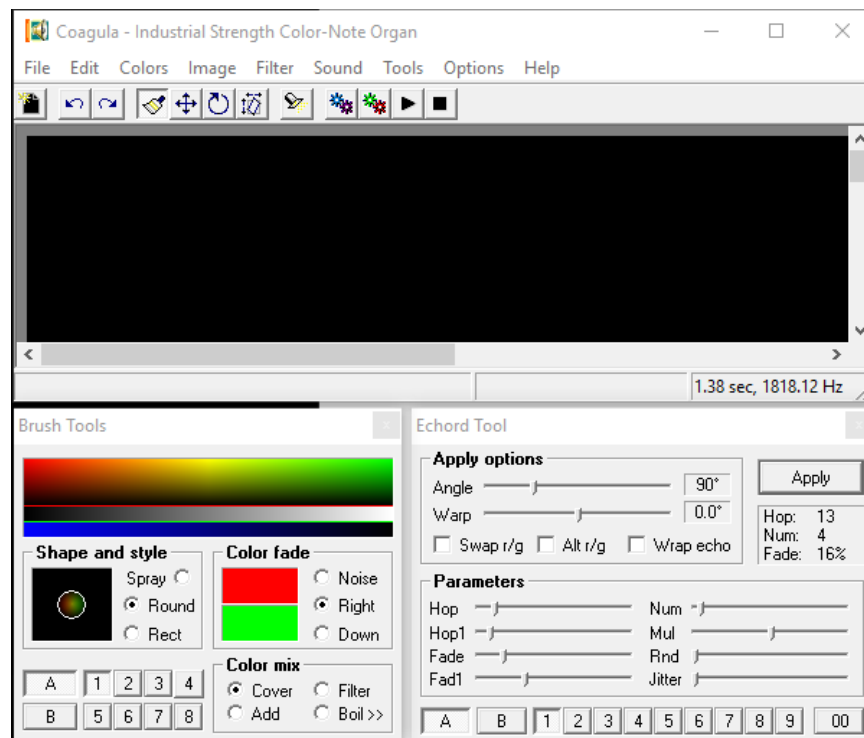 Coagula - Industrial Strength Color-Note Organ
File Edit Colors Image Filter Sound Tools Options Help
1.38 sec, 1818.12 Hz
Brush Tools
Shape and style
Spray
Round
Rect
Color fade
Noise
Right
Down
A 1 2 3 4
B 5 6 7 8
Color mix
Cover Filter
Add Boil >>
Echord Tool
Apply options
Angle 90°
Warp 0.0°
Swap r/g Alt r/g Wrap echo
Apply
Hop: 13
Num: 4
Fade: 16%
Parameters
Hop Num
Hop1 Mul
Fade Rnd
Fad1 Jitter
A B 1 2 3 4 5 6 7 8 9 00